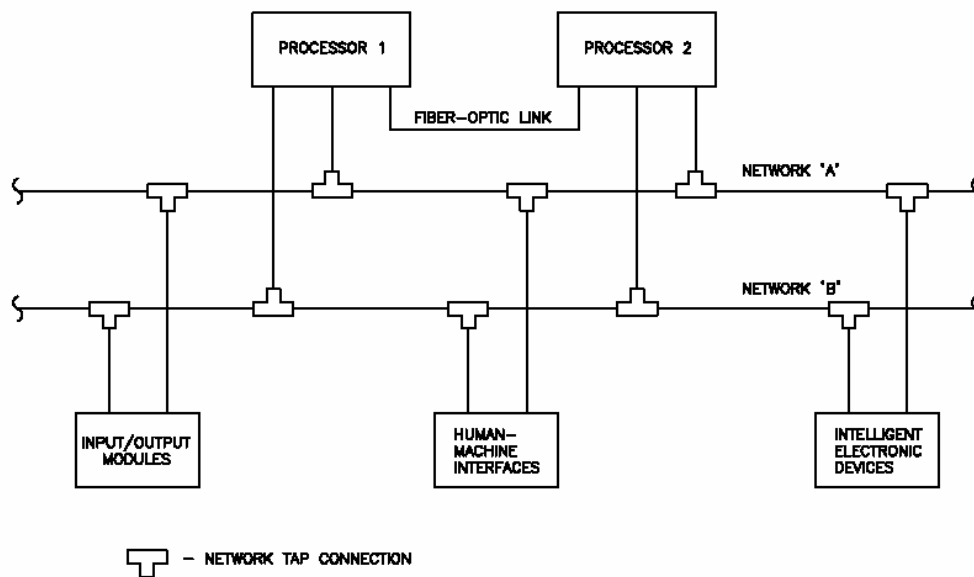 PROCESSOR 1
PROCESSOR 2
FIBER-OPTIC LINK
NETWORK "A"
NETWORK "B"
INPUT/OUTPUT
MODULES
HUMAN-
MACHINE
INTERFACES
INTELLIGENT
ELECTRONIC
DEVICES
- NETWORK TAP CONNECTION